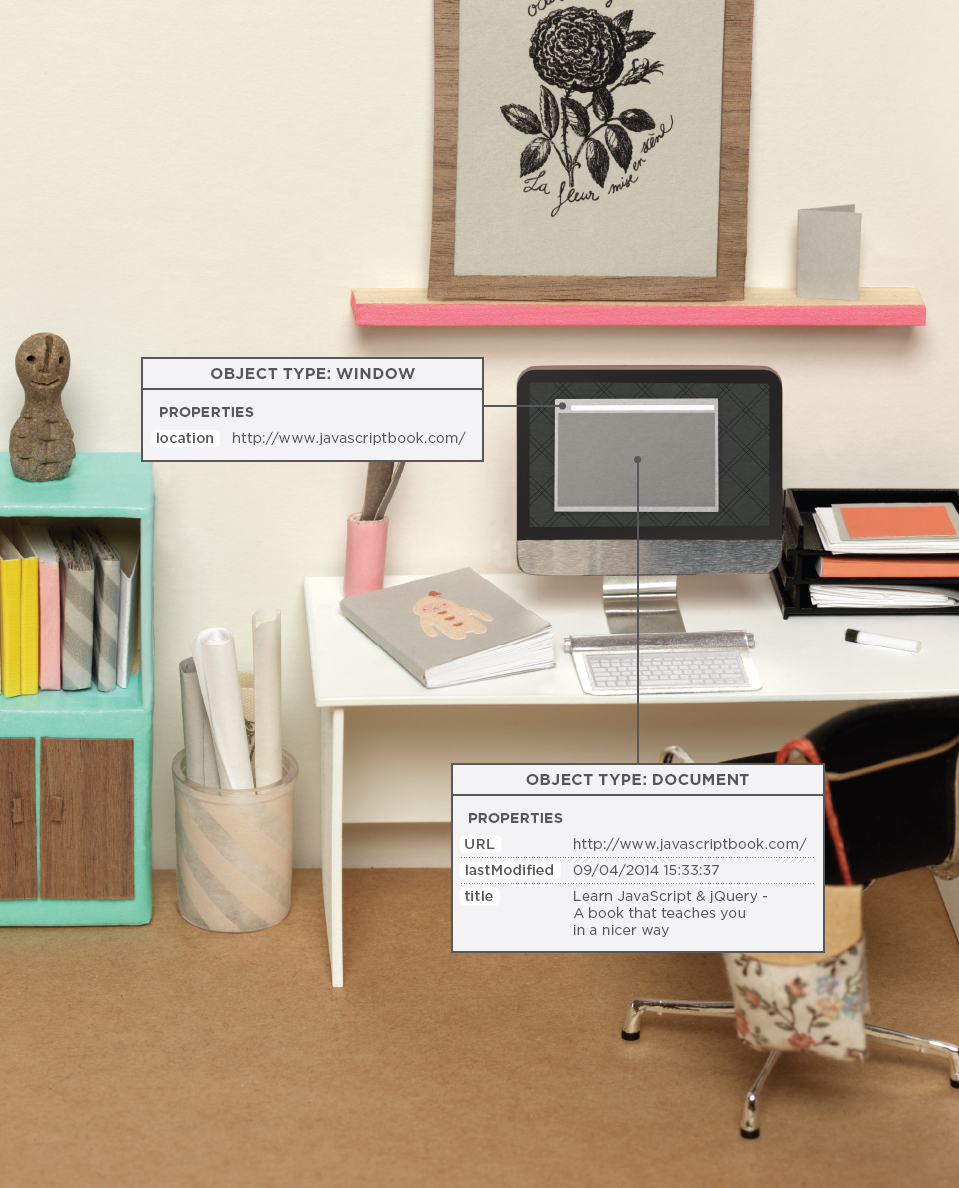 La fleur mise en scène
OBJECT TYPE: WINDOW
PROPERTIES
location http://www.javascriptbook.com/
OBJECT TYPE: DOCUMENT
PROPERTIES
URL http://www.javascriptbook.com/
lastModified 09/04/2014 15:33:37
title Learn JavaScript & jQuery -
A book that teaches you
in a nicer way